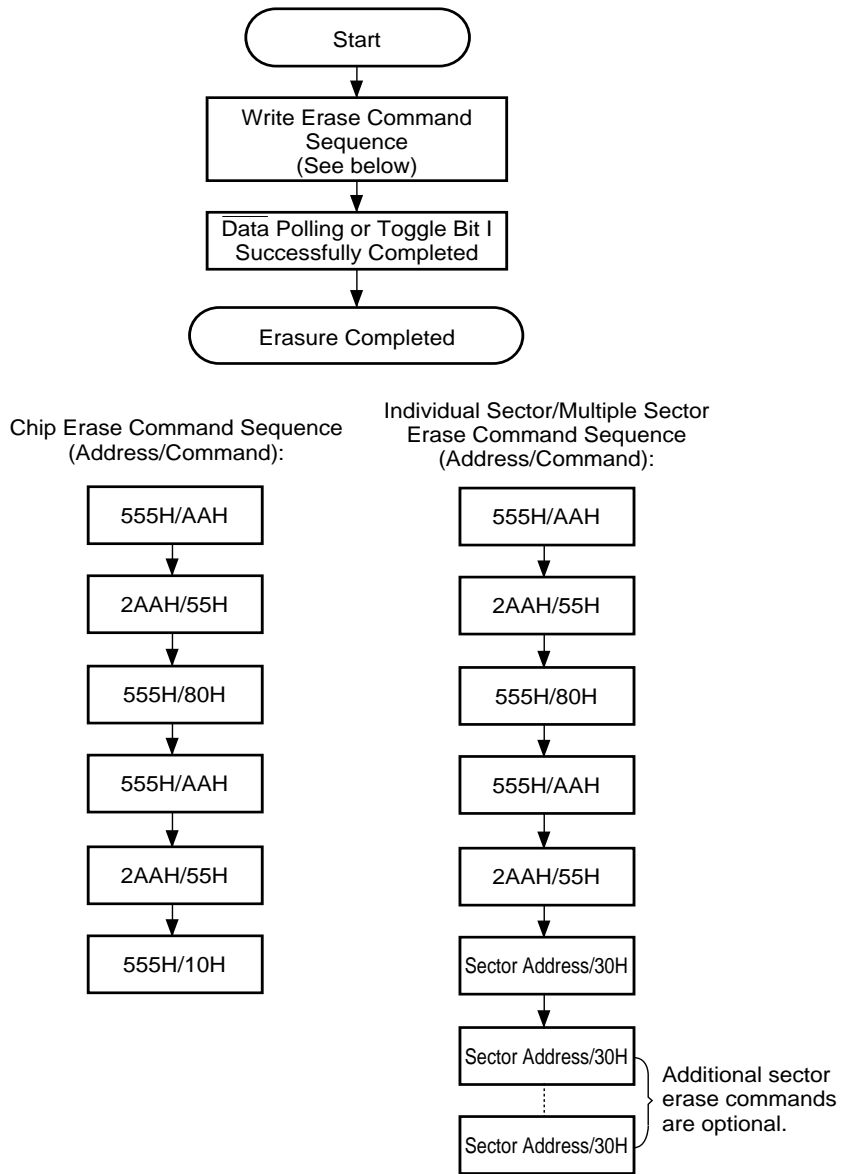 Start
Write Erase Command
Sequence
(See below)
Data Polling or Toggle Bit I
Successfully Completed
Erasure Completed
Chip Erase Command Sequence
(Address/Command):
555H/AAH
2AAH/55H
555H/80H
555H/AAH
2AAH/55H
555H/10H
Individual Sector/Multiple Sector
Erase Command Sequence
(Address/Command):
555H/AAH
2AAH/55H
555H/80H
555H/AAH
2AAH/55H
Sector Address/30H
Sector Address/30H
Sector Address/30H
Additional sector
erase commands
are optional.